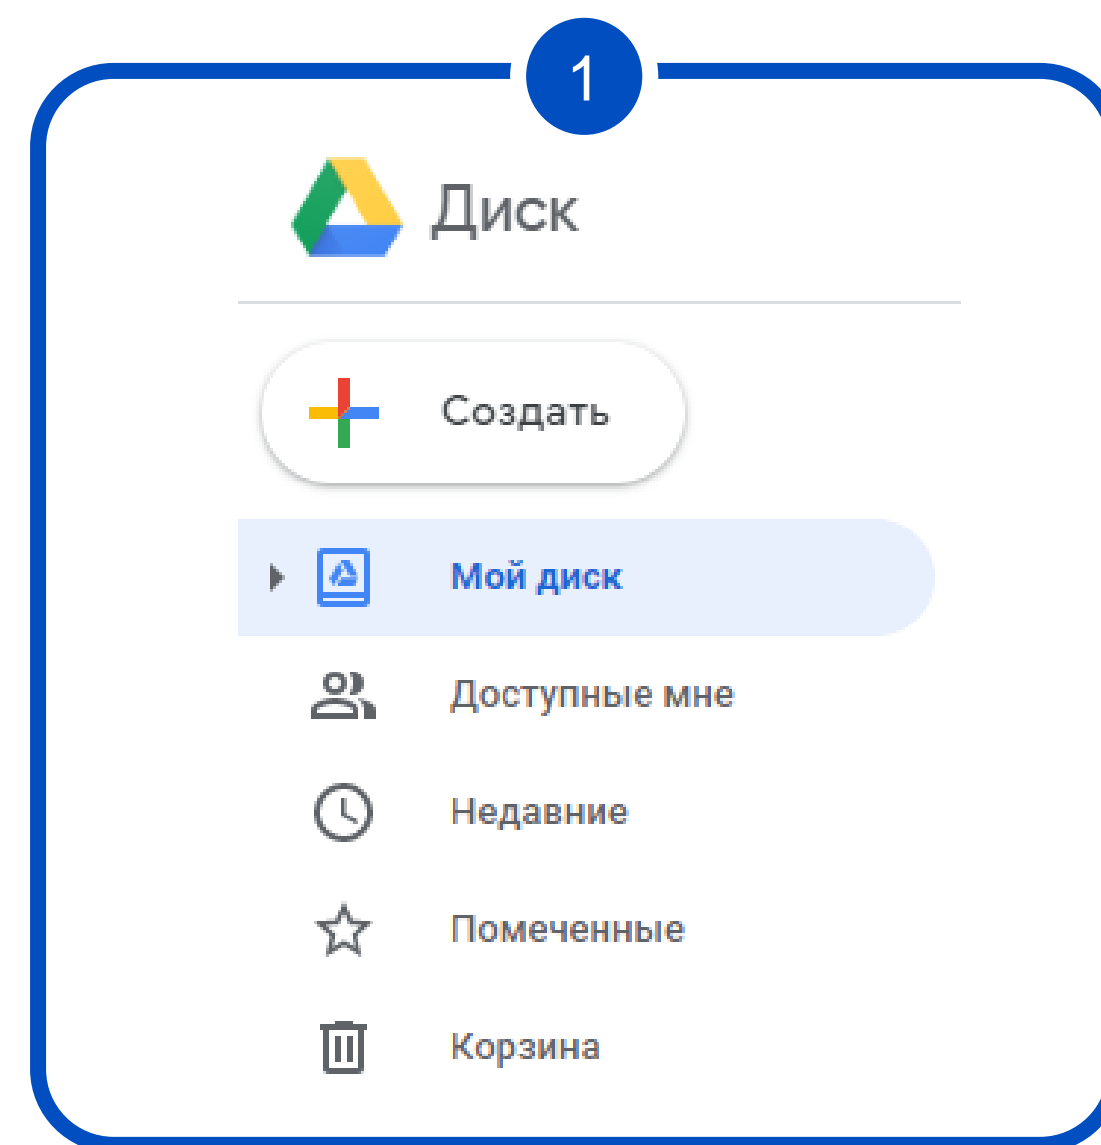 1
Диск
Создать
Мой диск
Доступные мне
Недавние
Помеченные
Корзина